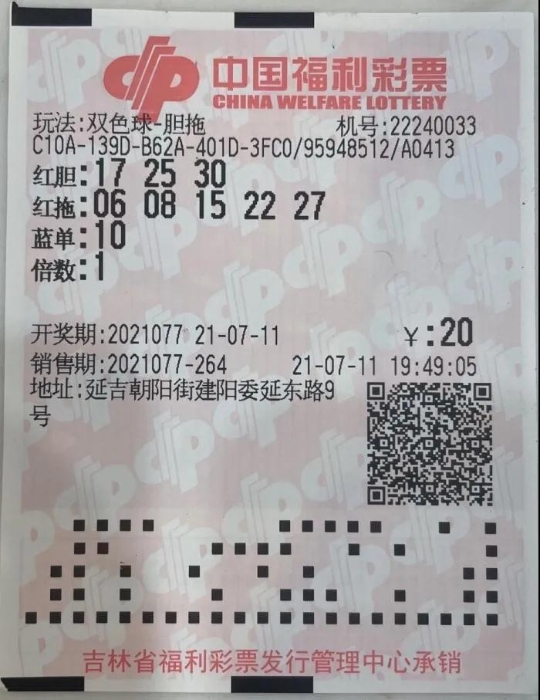 中国福利彩票
CHINA WELFARE LOTTERY
玩法:双色球-胆拖 机号:22240033
C10A-139D-B62A-401D-3FC0/95948512/A0413
红胆:17 25 30
红拖:06 08 15 22 27
蓝单:10
倍数:1
开奖期:2021077 21-07-11 ¥:20
销售期:2021077-264 21-07-11 19:49:05
地址:延吉朝阳街建阳委延东路9
号
吉林省福利彩票发行管理中心承销